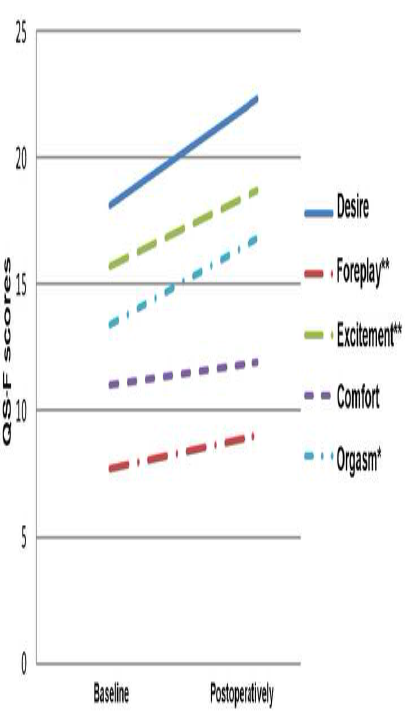 25
20
15
10
5
0
QS-F scores
Baseline
Postoperatively
Desire
Foreplay**
Excitement**
Comfort
Orgasm*